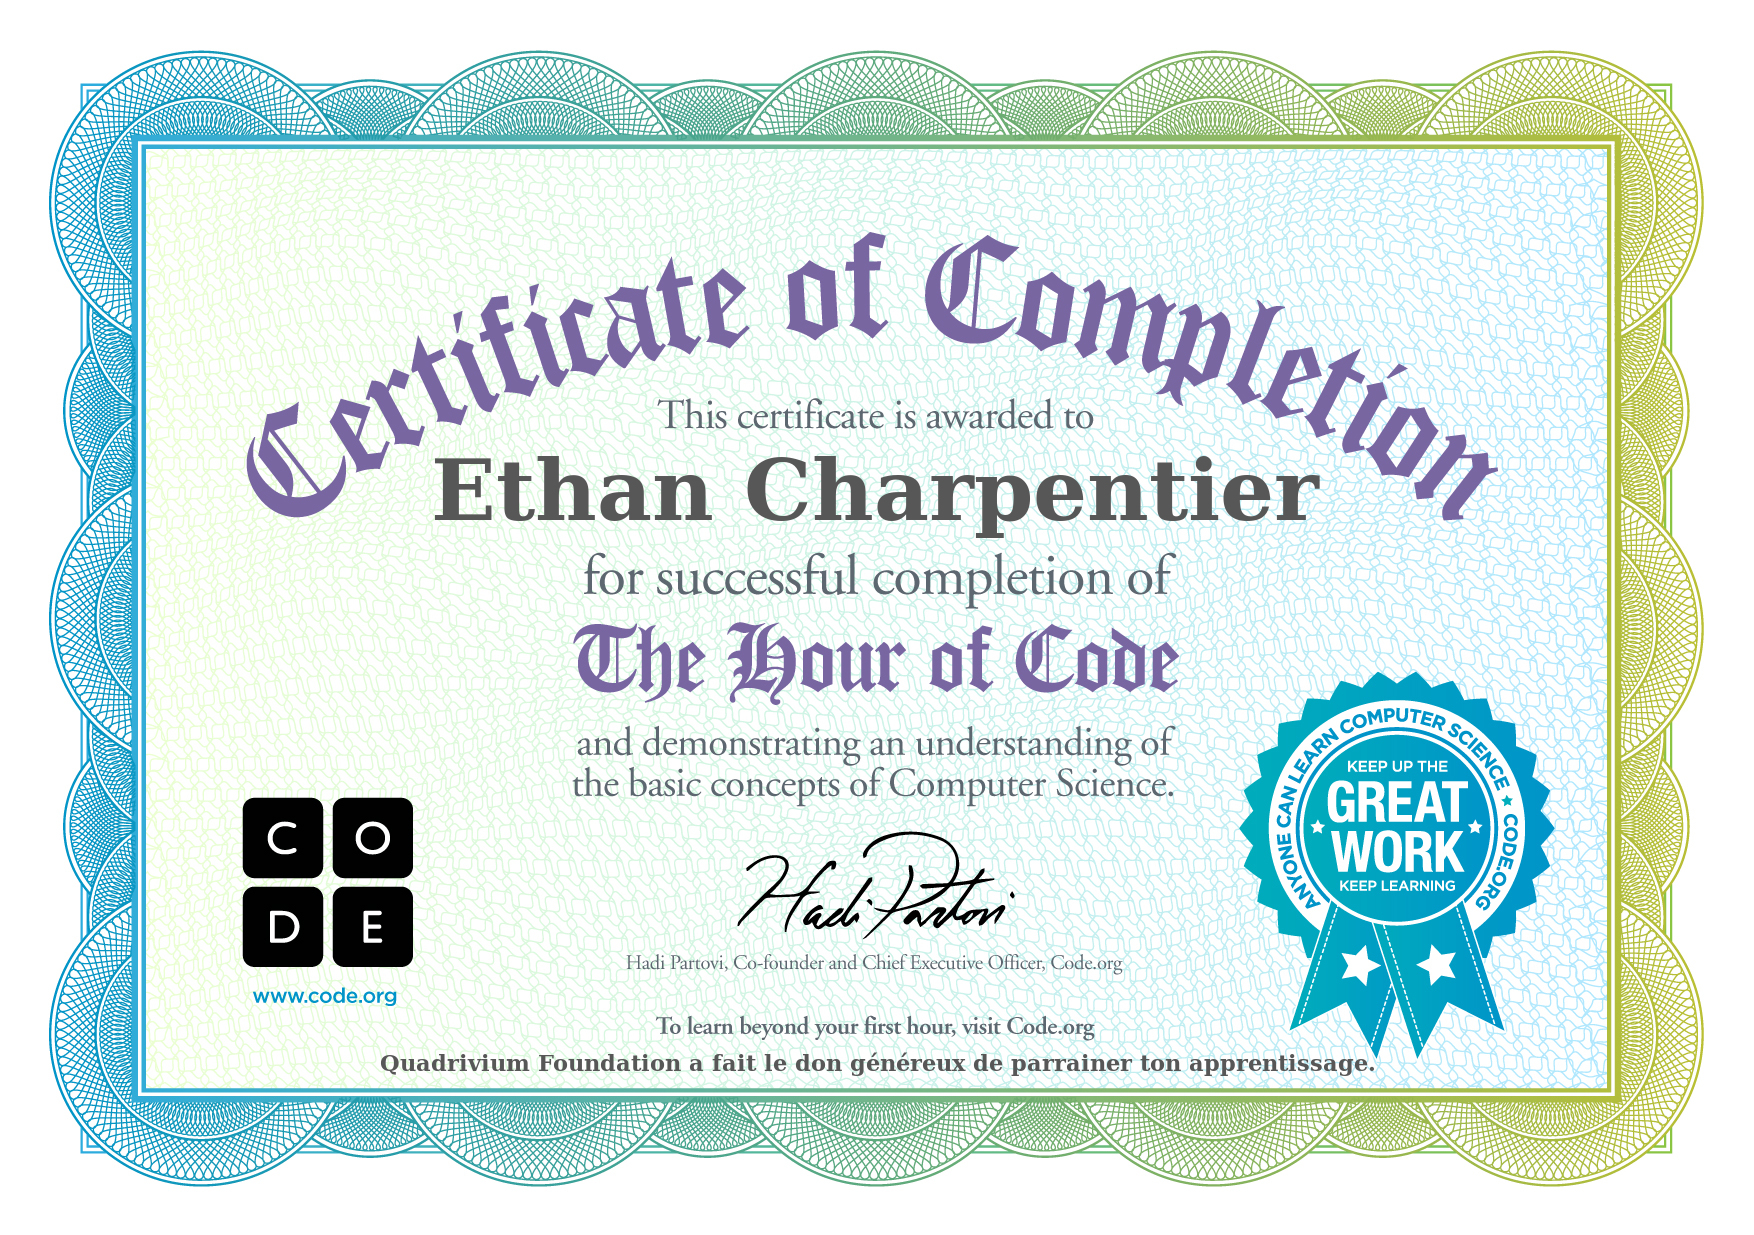 Certificate of Completion
This certificate is awarded to
Ethan Charpentier
for successful completion of
The Hour of Code
and demonstrating an understanding of
the basic concepts of Computer Science.
C O
D E
www.code.org
Hadi Partovi
Hadi Partovi, Co-founder and Chief Executive Officer, Code.org
To learn beyond your first hour, visit Code.org
Quadrivium Foundation a fait le don généreux de parrainer ton apprentissage.
ANYONE CAN LEARN COMPUTER SCIENCE ★ CODE.ORG
KEEP UP THE
GREAT
WORK
KEEP LEARNING